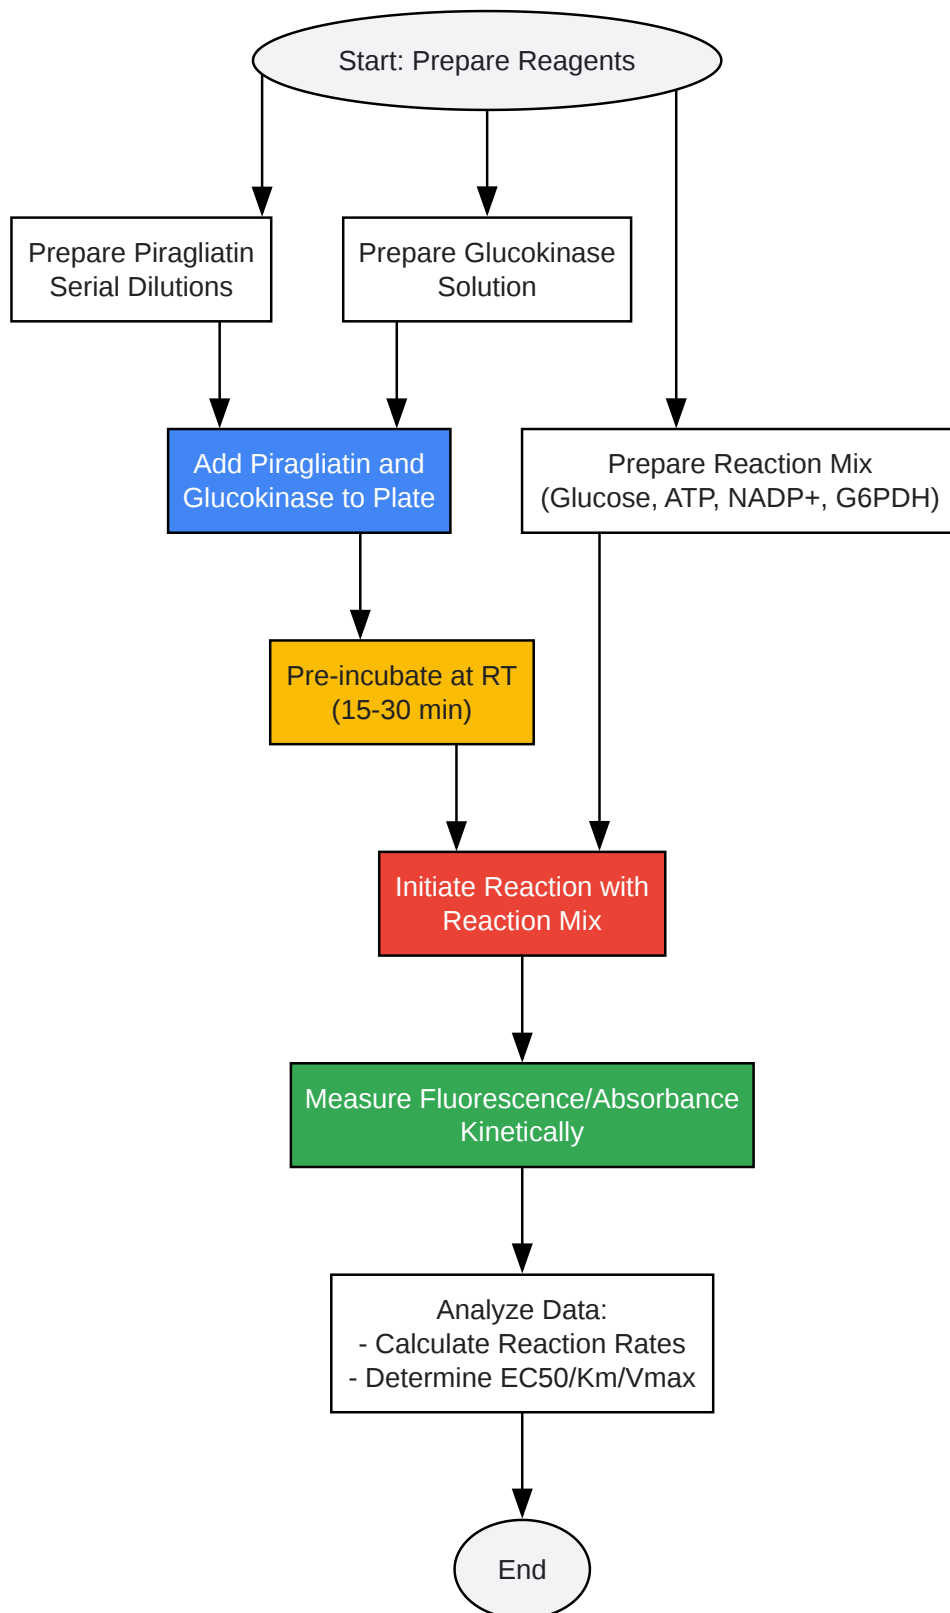 Start: Prepare Reagents
Prepare Piragliatin
Serial Dilutions
Prepare Glucokinase
Solution
Add Piragliatin and
Glucokinase to Plate
Prepare Reaction Mix
(Glucose, ATP, NADP+, G6PDH)
Pre-incubate at RT
(15-30 min)
Initiate Reaction with
Reaction Mix
Measure Fluorescence/Absorbance
Kinetically
Analyze Data:
- Calculate Reaction Rates
- Determine EC50/Km/Vmax
End